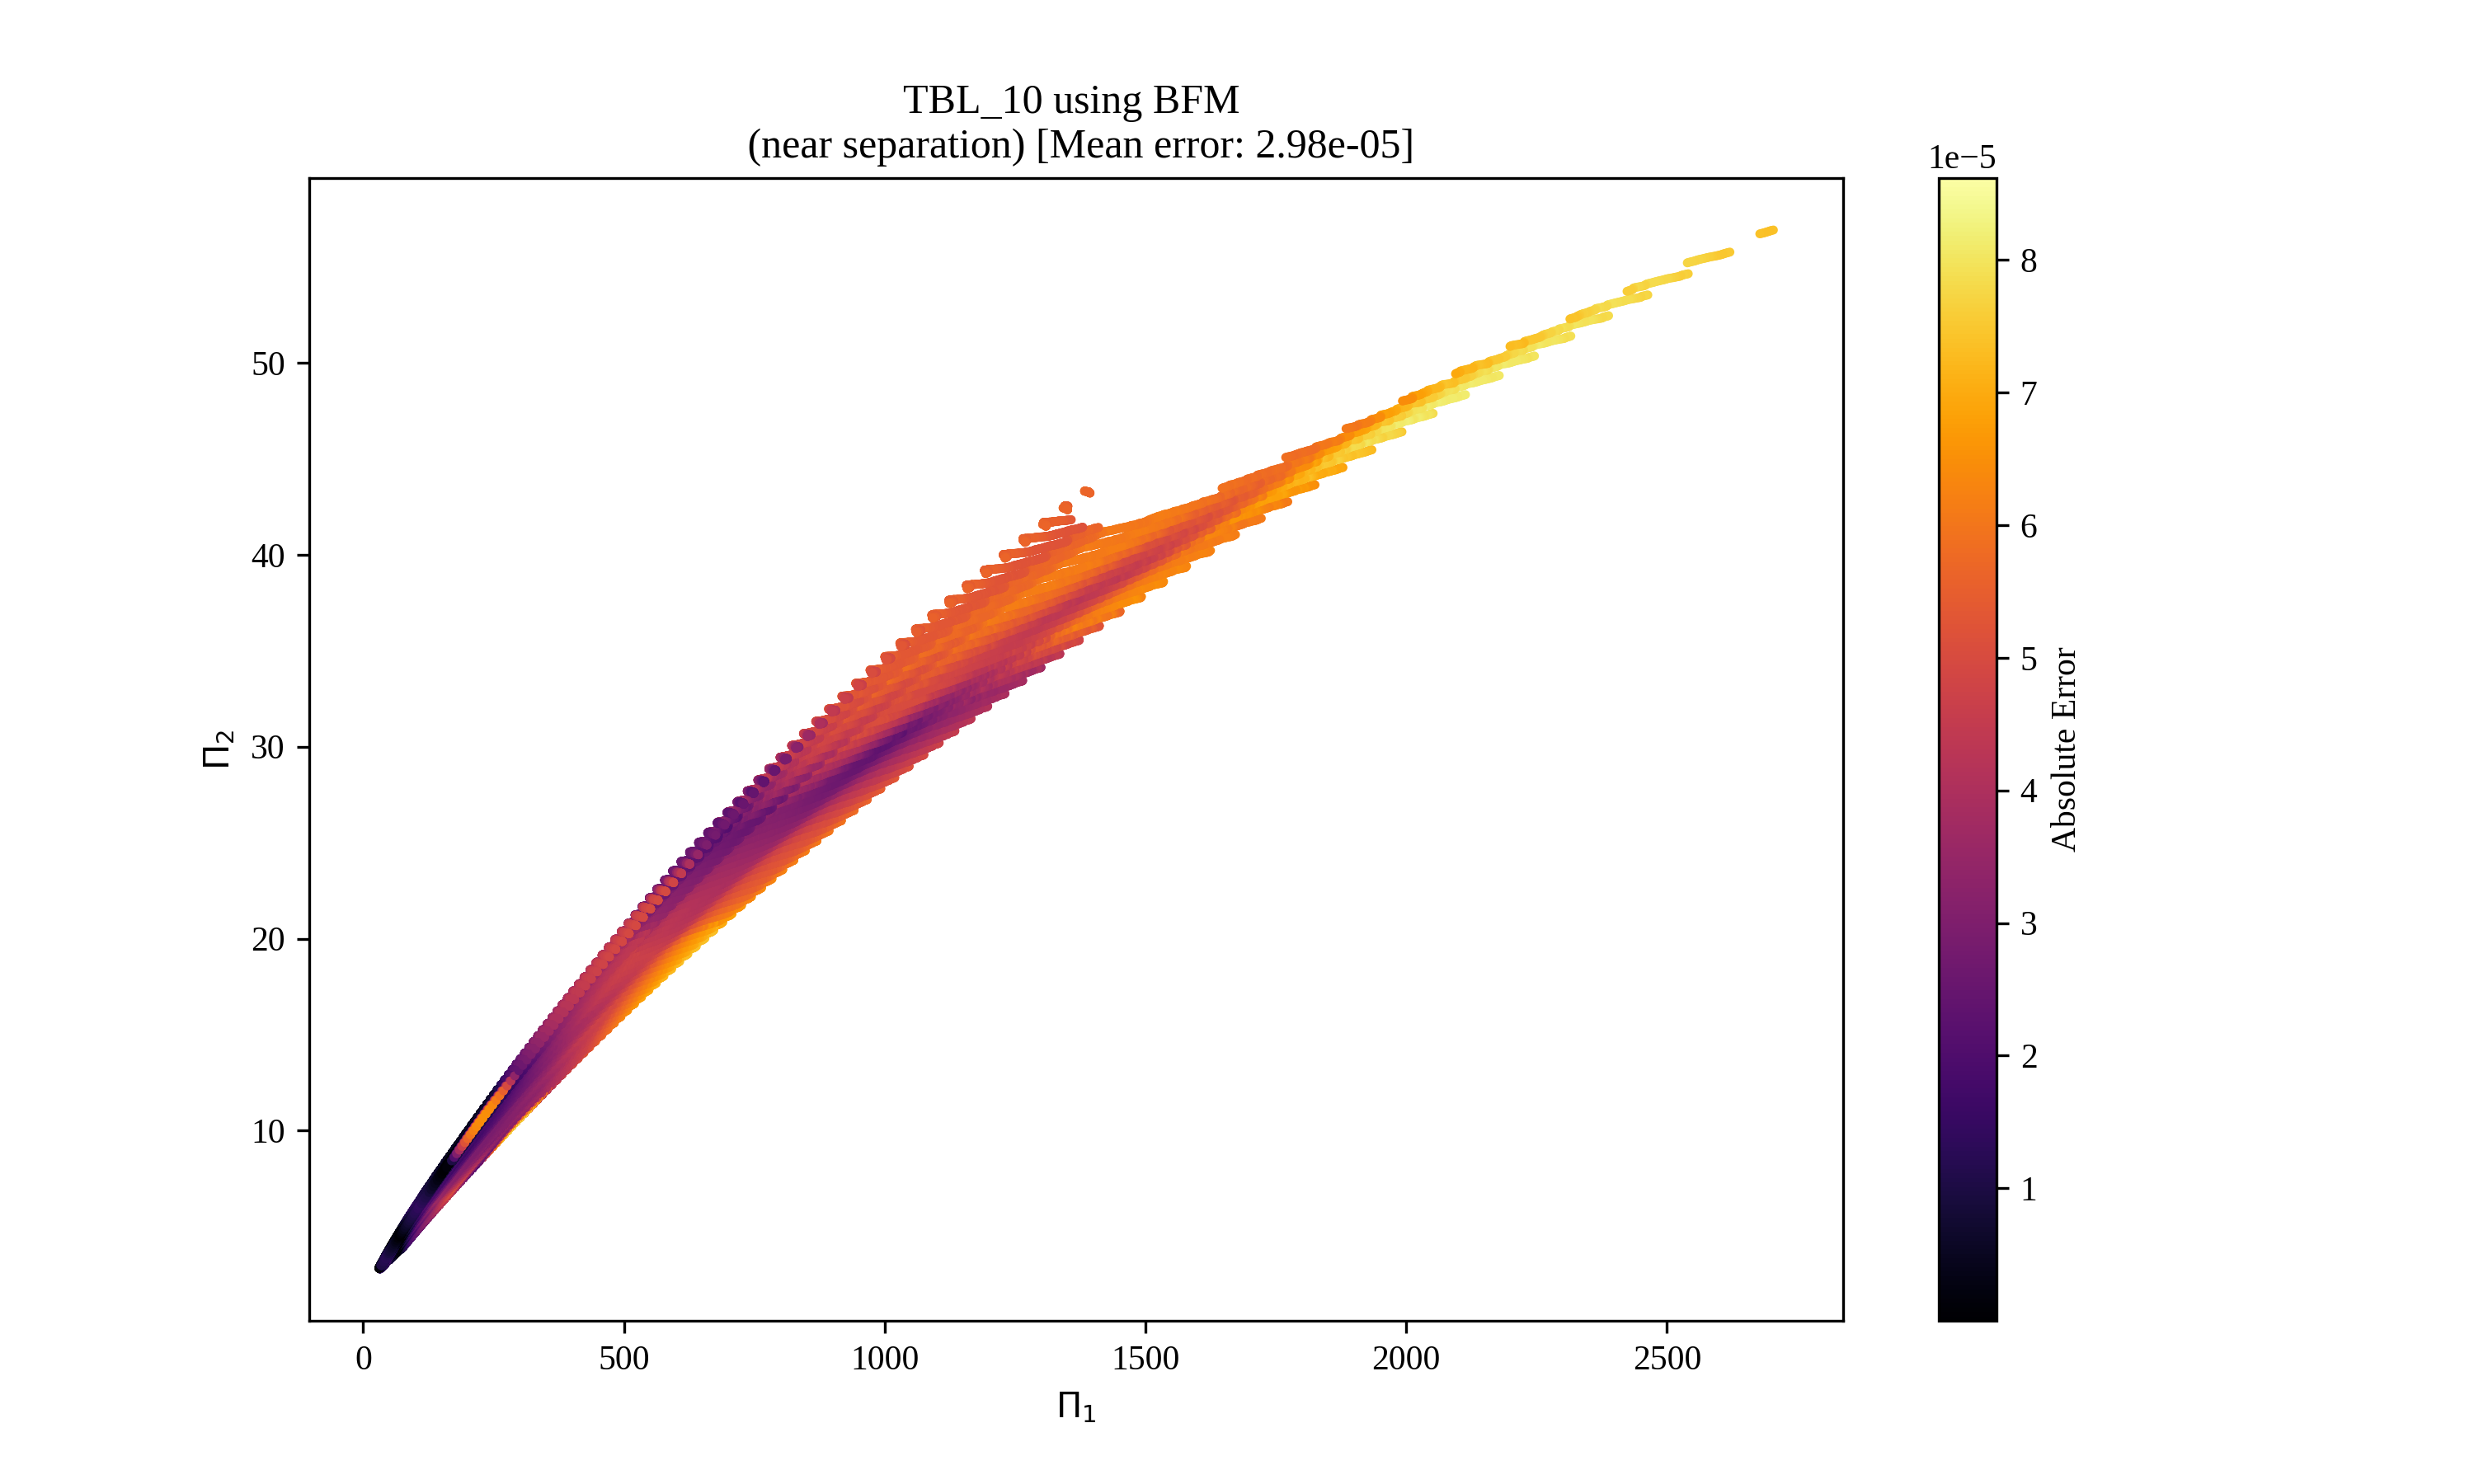 TBL_10 using BFM
(near separation) [Mean error: 2.98e-05]
1e−5
8
7
6
5
4
3
2
1
Absolute Error
50
40
30
20
10
Π₂
0 500 1000 1500 2000 2500
Π₁